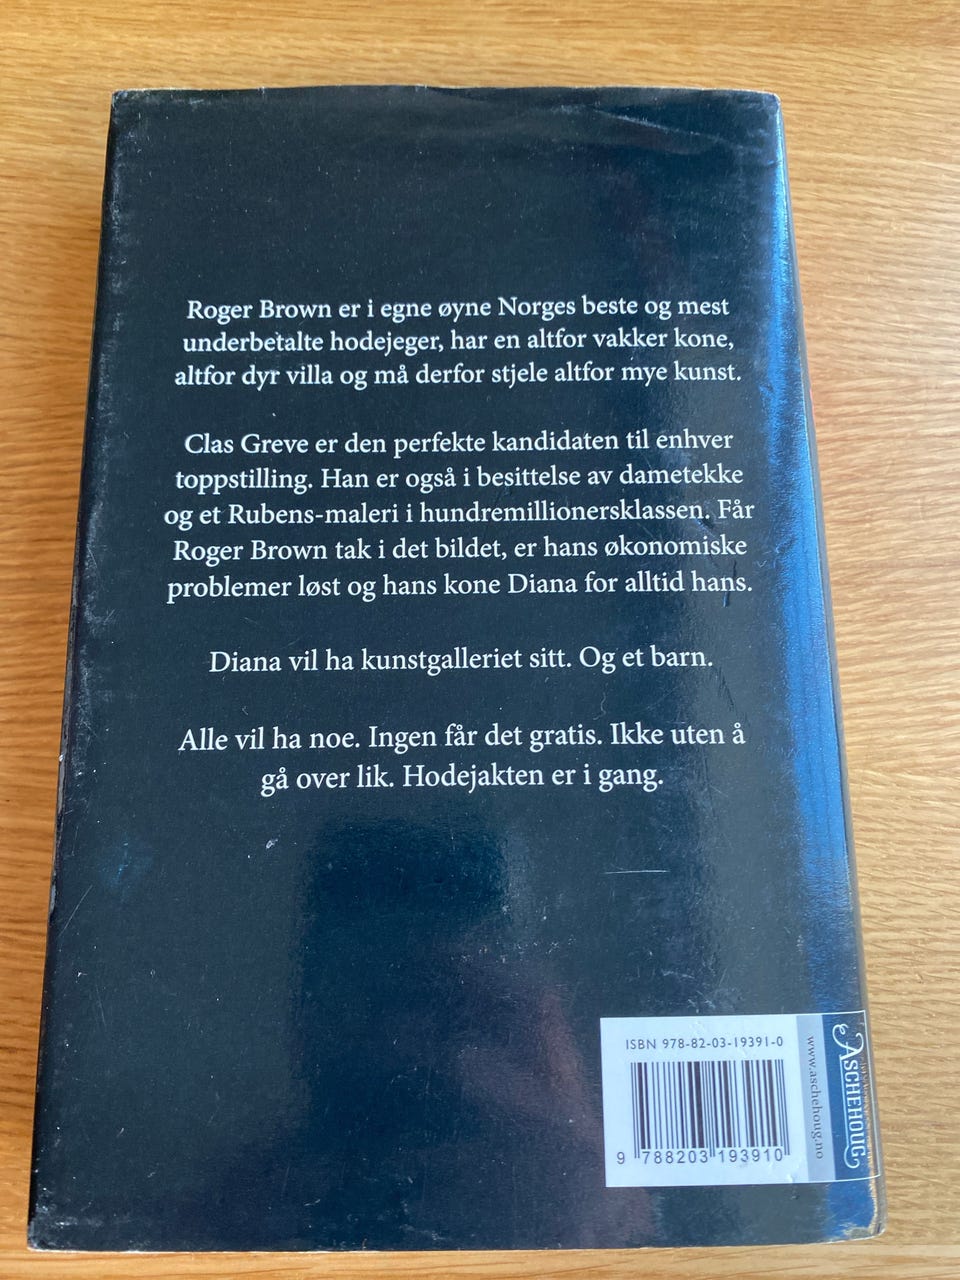 Roger Brown er i egne øyne Norges beste og mest
underbetalte hodejeger, har en altfor vakker kone,
altfor dyr villa og må derfor stjele altfor mye kunst.
Clas Greve er den perfekte kandidaten til enhver
toppstilling. Han er også i besittelse av dametekke
og et Rubens-maleri i hundremillionersklassen. Får
Roger Brown tak i det bildet, er hans økonomiske
problemer løst og hans kone Diana for alltid hans.
Diana vil ha kunstgalleriet sitt. Og et barn.
Alle vil ha noe. Ingen får det gratis. Ikke uten å
gå over lik. Hodejakten er i gang.
ISBN 978-82-03-19391-0
9 788203 193910
www.aschehoug.no
ASCHEHOUG